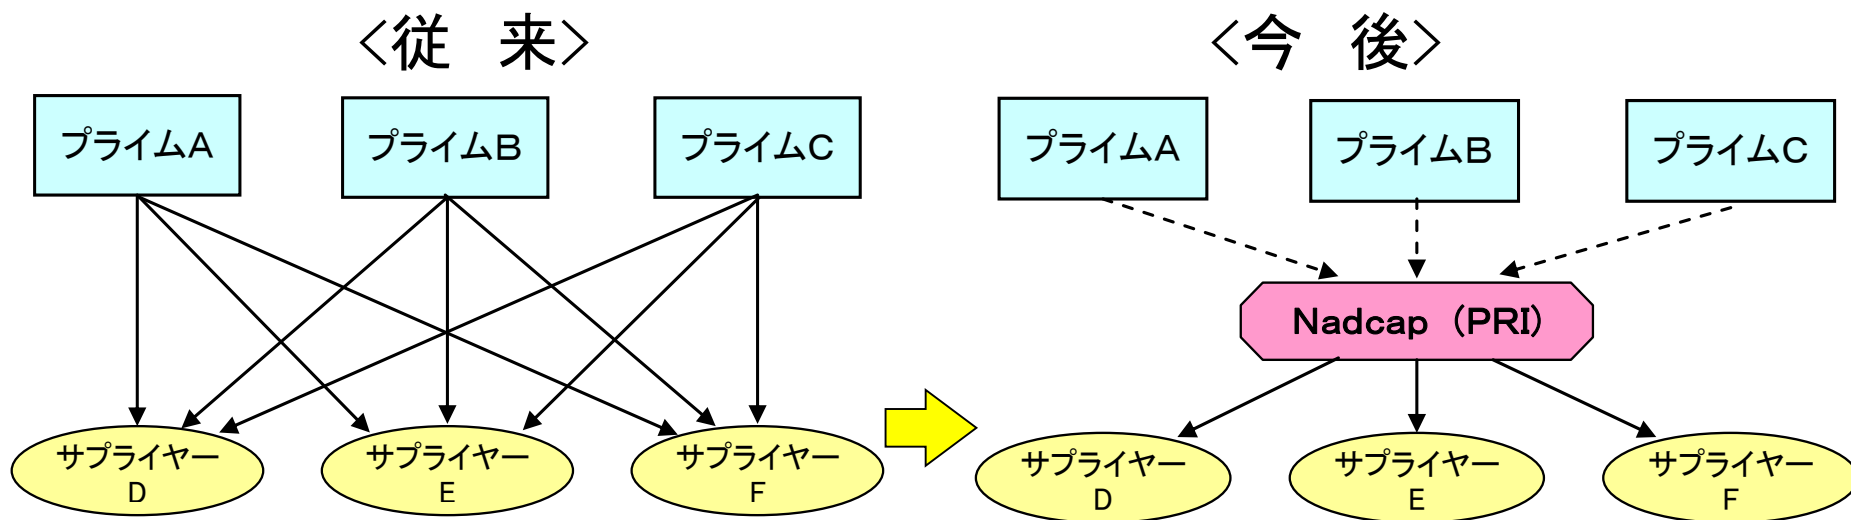 <従　来>
<今　後>
プライムA
プライムB
プライムC
プライムA
プライムB
プライムC
Nadcap （PRI）
サプライヤー
D
サプライヤー
E
サプライヤー
F
サプライヤー
D
サプライヤー
E
サプライヤー
F